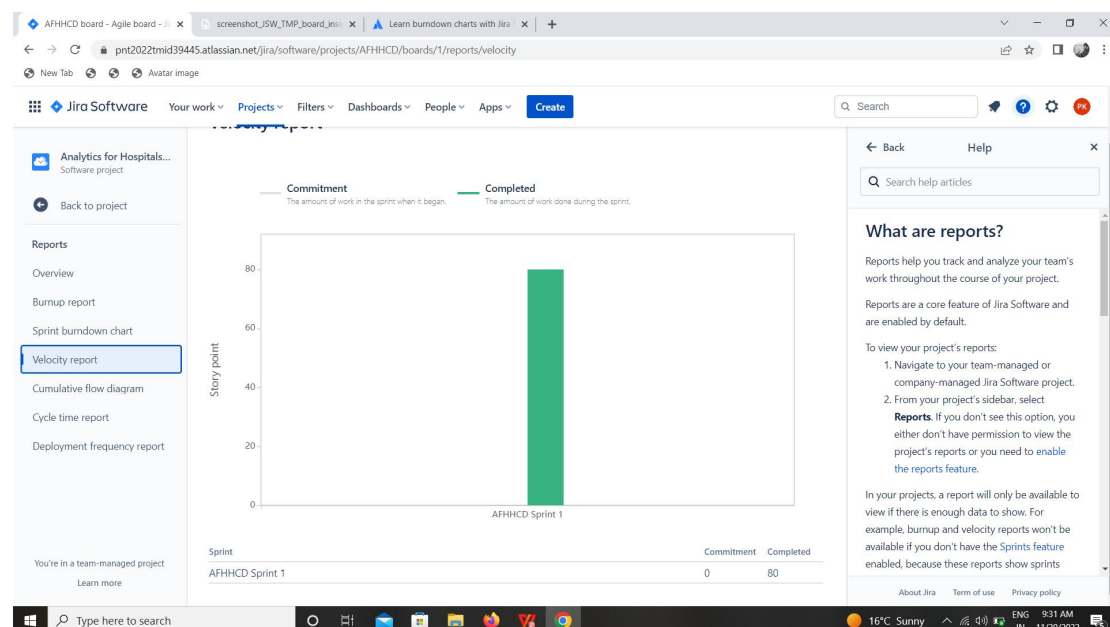 AFHHCD board - Agile board - Ji
screenshot_JSW_TMP_board_insi
Learn burndown charts with Jira S
pnt2022tmid39445.atlassian.net/jira/software/projects/AFHHCD/boards/1/reports/velocity
New Tab
Avatar image
Jira Software
Your work
Projects
Filters
Dashboards
People
Apps
Create
Search
PK
Analytics for Hospitals...
Software project
Back to project
Reports
Overview
Burnup report
Sprint burndown chart
Velocity report
Cumulative flow diagram
Cycle time report
Deployment frequency report
You're in a team-managed project
Learn more
Velocity report
Commitment
The amount of work in the sprint when it began.
Completed
The amount of work done during the sprint.
Story point
80
60
40
20
0
AFHHCD Sprint 1
Sprint Commitment Completed
AFHHCD Sprint 1 0 80
Back
Help
Search help articles
What are reports?
Reports help you track and analyze your team's
work throughout the course of your project.
Reports are a core feature of Jira Software and
are enabled by default.
To view your project's reports:
1. Navigate to your team-managed or
company-managed Jira Software project.
2. From your project's sidebar, select
Reports. If you don't see this option, you
either don't have permission to view the
project's reports or you need to enable
the reports feature.
In your projects, a report will only be available to
view if there is enough data to show. For
example, burnup and velocity reports won't be
available if you don't have the Sprints feature
enabled, because these reports show sprints
About Jira
Term of use
Privacy policy
Type here to search
16°C Sunny
ENG
IN
9:31 AM
11/20/2022